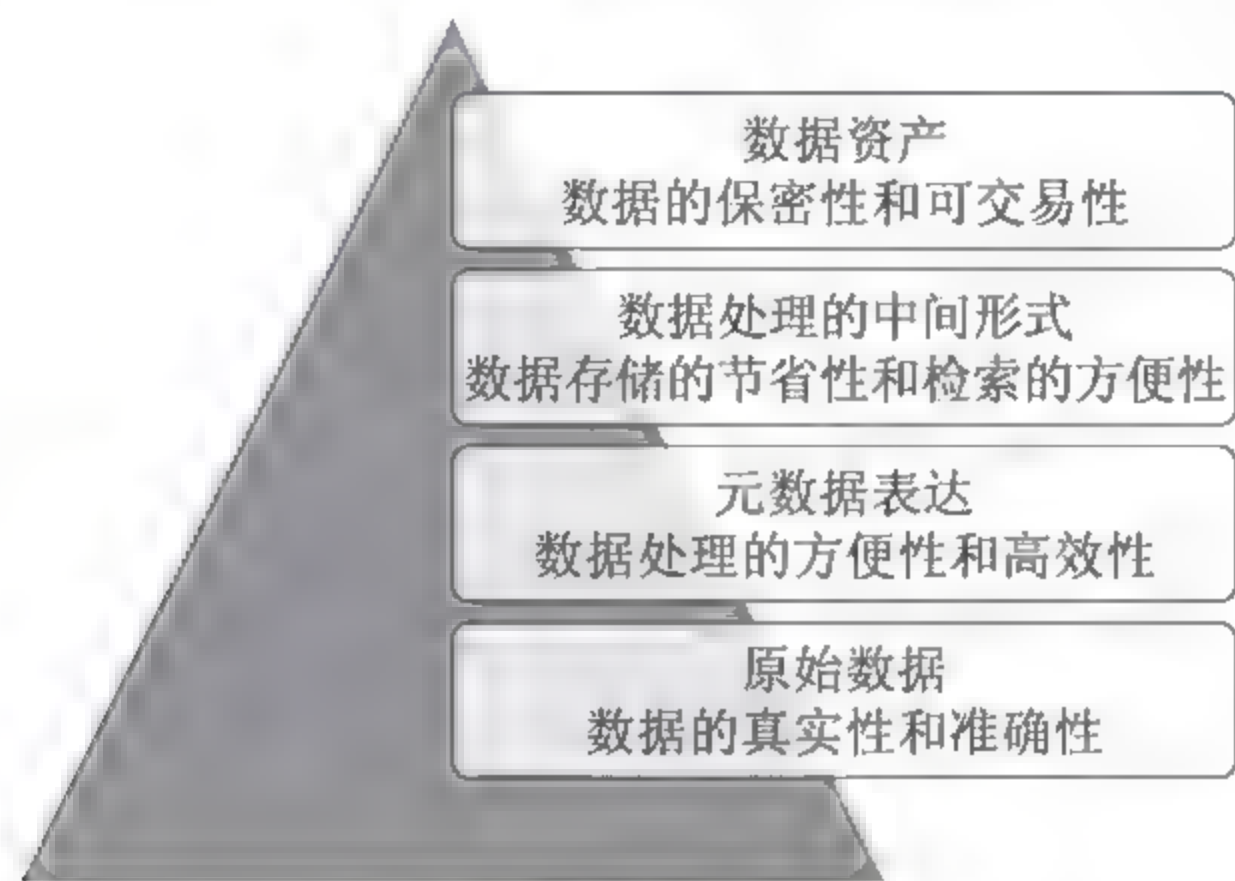 数据资产
数据的保密性和可交易性
数据处理的中间形式
数据存储的节省性和检索的方便性
元数据表达
数据处理的方便性和高效性
原始数据
数据的真实性和准确性